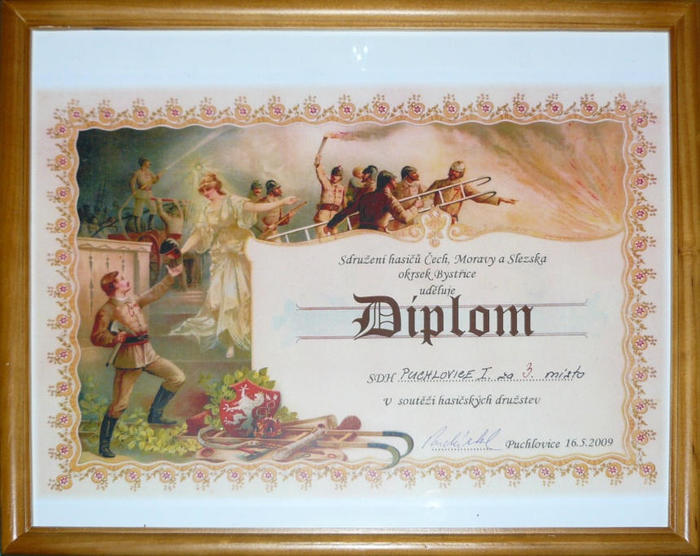 Sdružení hasičů Čech, Moravy a Slezska
okrsek Bystřice
uděluje
Diplom
SDH PUCHLOVICE I. za 3. místo
v soutěži hasičských družstev
Puchlovice 16.5.2009